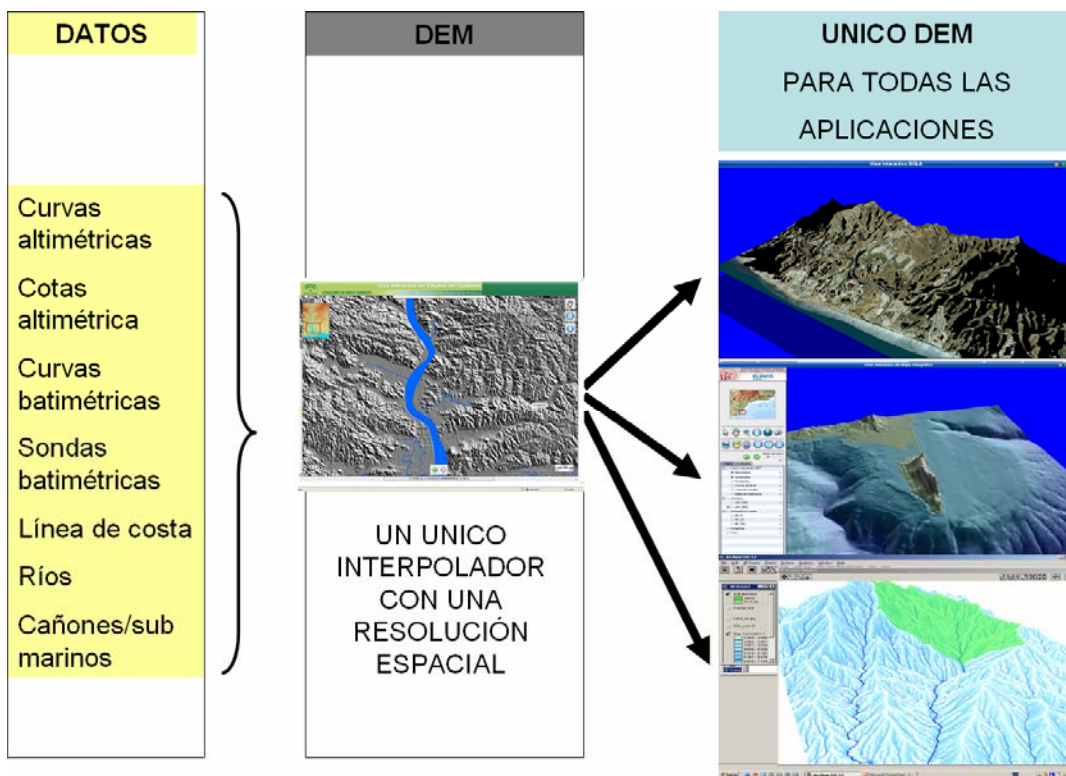 DATOS
Curvas
altimétricas
Cotas
altimétrica
Curvas
batimétricas
Sondas
batimétricas
Línea de costa
Ríos
Cañones/sub
marinos
DEM
UN UNICO
INTERPOLADOR
CON UNA
RESOLUCIÓN
ESPACIAL
UNICO DEM
PARA TODAS LAS
APLICACIONES